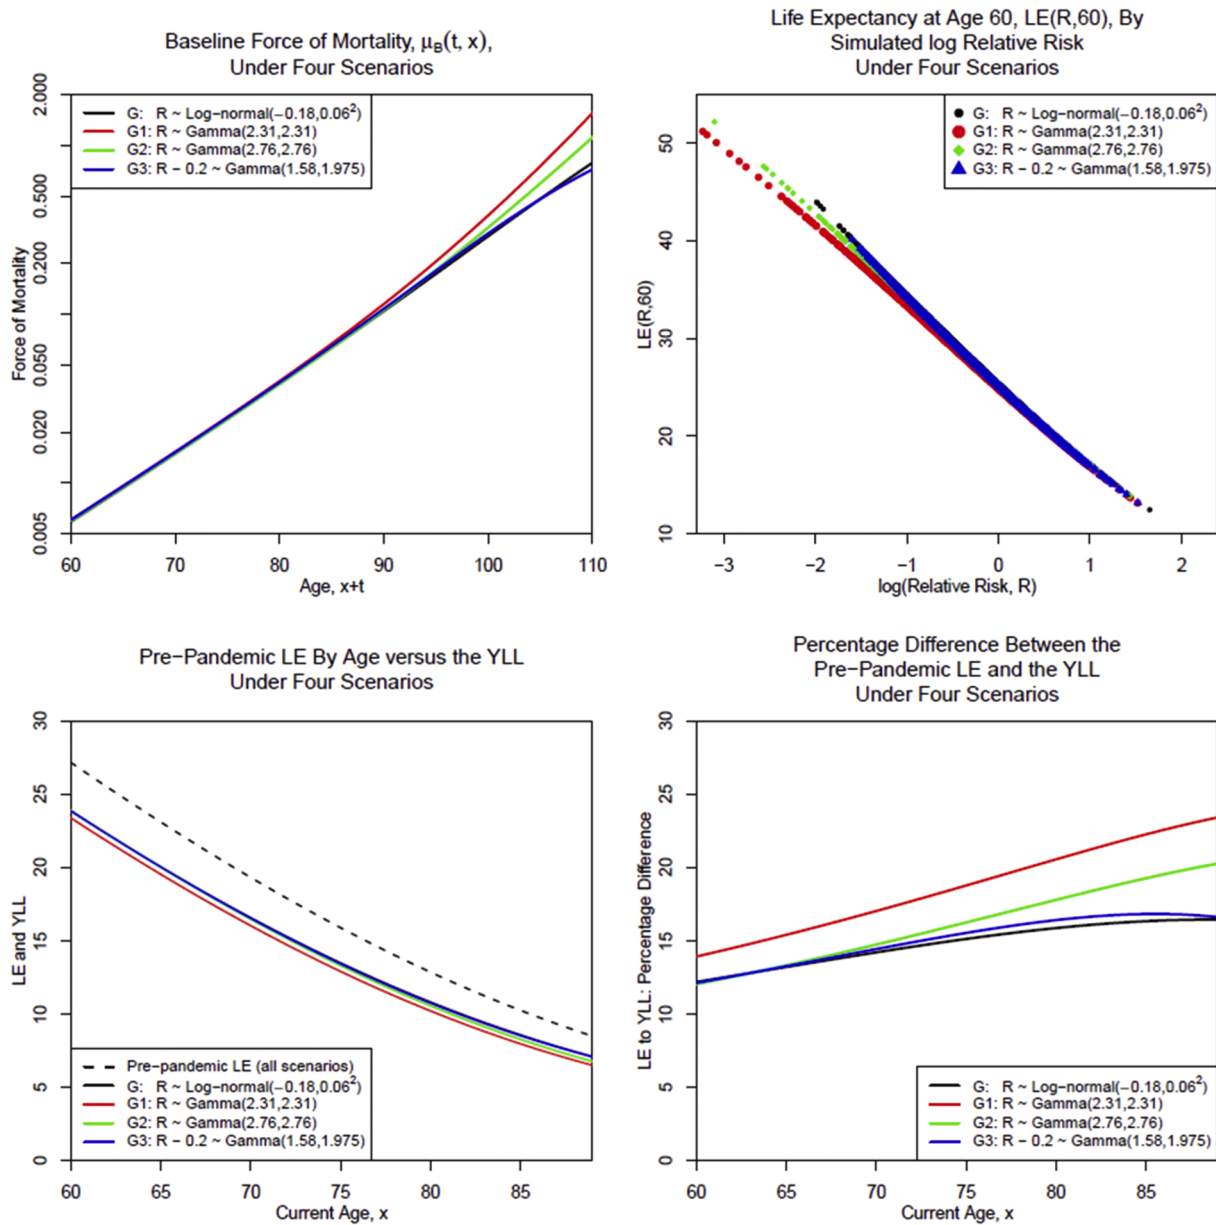 Baseline Force of Mortality, μB(t, x),
Under Four Scenarios
Force of Mortality
2.000
0.500
0.200
0.050
0.020
0.005
G: R ~ Log−normal(−0.18,0.06²)
G1: R ~ Gamma(2.31,2.31)
G2: R ~ Gamma(2.76,2.76)
G3: R − 0.2 ~ Gamma(1.58,1.975)
60 70 80 90 100 110
Age, x+t
Life Expectancy at Age 60, LE(R,60), By
Simulated log Relative Risk
Under Four Scenarios
LE(R,60)
50
40
30
20
10
G: R ~ Log−normal(−0.18,0.06²)
G1: R ~ Gamma(2.31,2.31)
G2: R ~ Gamma(2.76,2.76)
G3: R − 0.2 ~ Gamma(1.58,1.975)
−3 −2 −1 0 1 2
log(Relative Risk, R)
Pre−Pandemic LE By Age versus the YLL
Under Four Scenarios
LE and YLL
30
25
20
15
10
5
0
Pre−pandemic LE (all scenarios)
G: R ~ Log−normal(−0.18,0.06²)
G1: R ~ Gamma(2.31,2.31)
G2: R ~ Gamma(2.76,2.76)
G3: R − 0.2 ~ Gamma(1.58,1.975)
60 65 70 75 80 85
Current Age, x
Percentage Difference Between the
Pre−Pandemic LE and the YLL
Under Four Scenarios
LE to YLL: Percentage Difference
30
25
20
15
10
5
0
G: R ~ Log−normal(−0.18,0.06²)
G1: R ~ Gamma(2.31,2.31)
G2: R ~ Gamma(2.76,2.76)
G3: R − 0.2 ~ Gamma(1.58,1.975)
60 65 70 75 80 85
Current Age, x